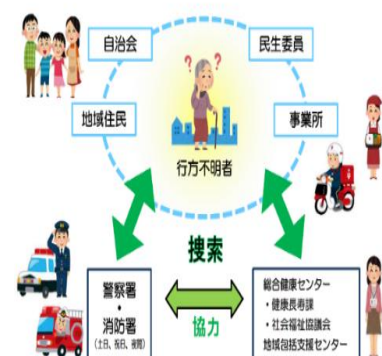 自治会
民生委員
地域住民
事業所
行方不明者
捜索
警察署
・
消防署
(土日、祝日、夜間)
協力
総合健康センター
・健康長寿課
・社会福祉協議会
地域包括支援センター